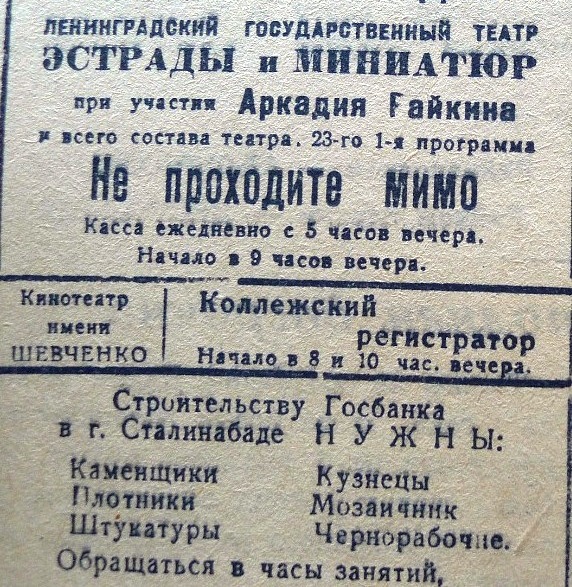 ЛЕНИНГРАДСКИЙ ГОСУДАРСТВЕННЫЙ ТЕАТР
ЭСТРАДЫ и МИНИАТЮР
при участии Аркадия Райкина
и всего состава театра. 23-го 1-я программа
Не проходите мимо
Касса ежедневно с 5 часов вечера.
Начало в 9 часов вечера.
Кинотеатр
имени
ШЕВЧЕНКО
Коллежский
регистратор
Начало в 8 и 10 час. вечера.
Строительству Госбанка
в г. Сталинабаде НУЖНЫ:
Каменщики
Плотники
Штукатуры
Кузнецы
Мозаичник
Чернорабочие.
Обращаться в часы занятий,